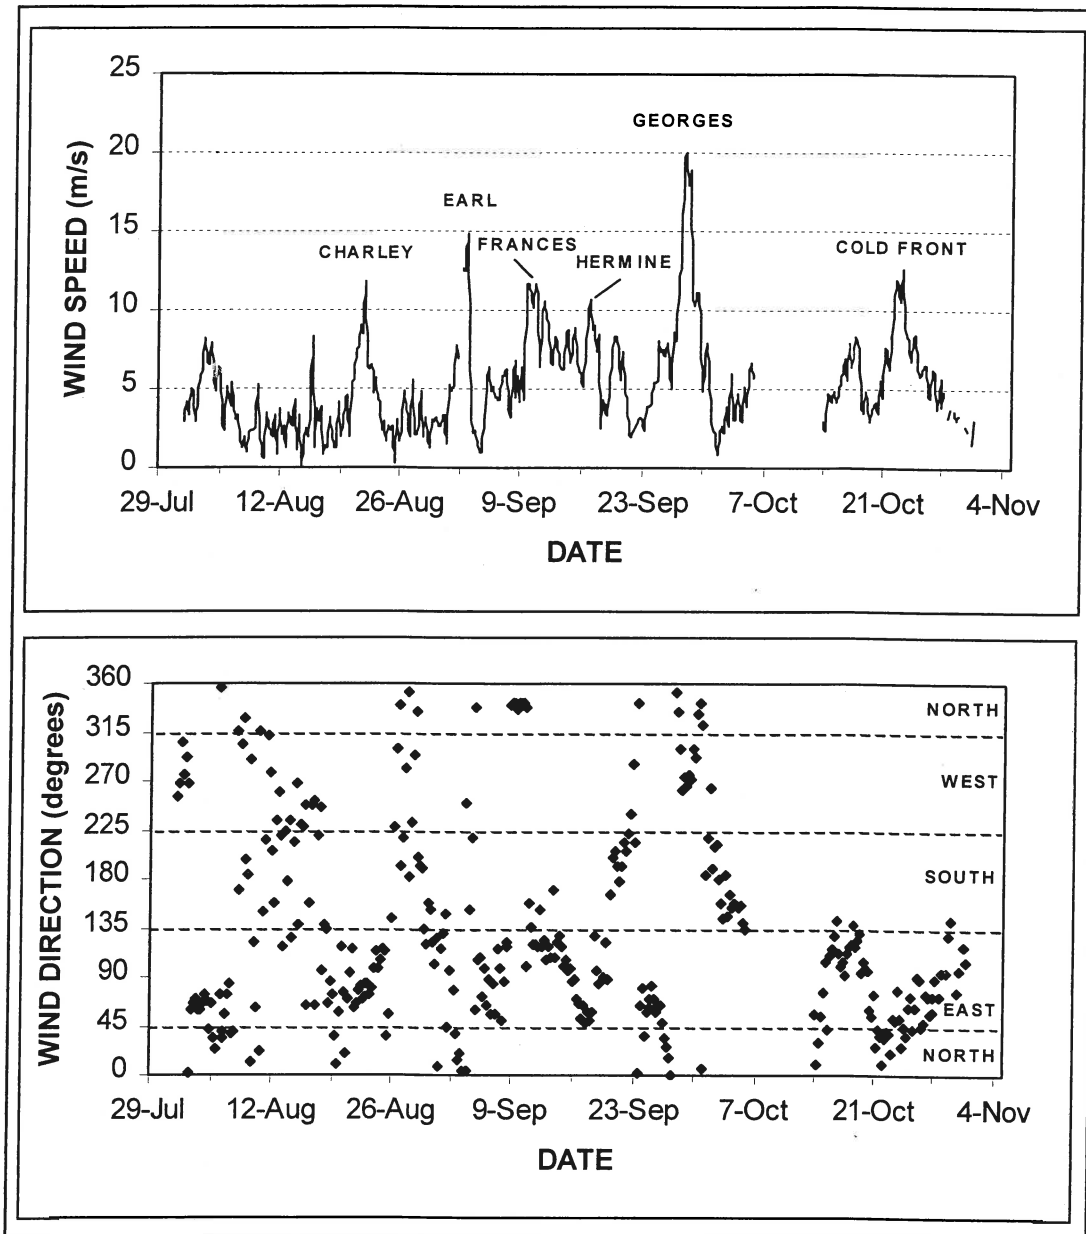 25
GEORGES
20
WIND SPEED (m/s)
EARL
15
FRANCES
CHARLEY
HERMINE
COLD FRONT
10
5
0
29-Jul 12-Aug 26-Aug 9-Sep 23-Sep 7-Oct 21-Oct 4-Nov
DATE
360
NORTH
315
WIND DIRECTION (degrees)
270
WEST
225
180
SOUTH
135
90
EAST
45
NORTH
0
29-Jul 12-Aug 26-Aug 9-Sep 23-Sep 7-Oct 21-Oct 4-Nov
DATE